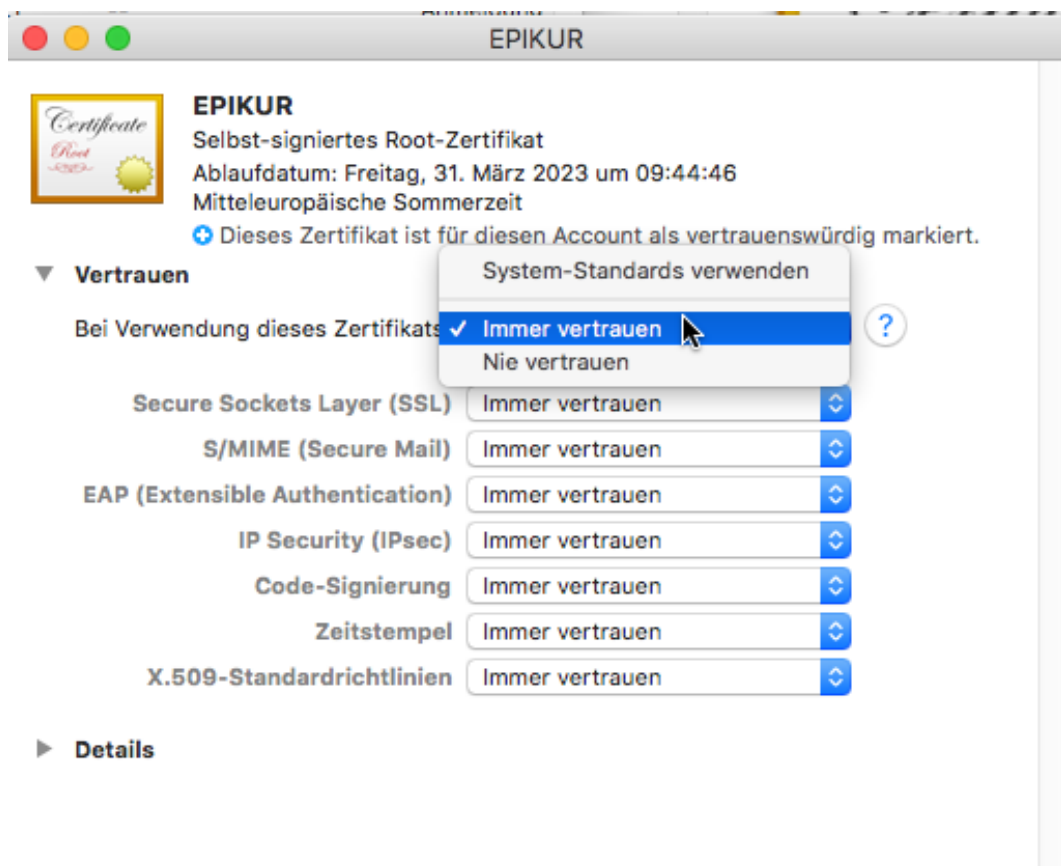 EPIKUR
Certificate
Root
EPIKUR
Selbst-signiertes Root-Zertifikat
Ablaufdatum: Freitag, 31. März 2023 um 09:44:46
Mitteleuropäische Sommerzeit
Dieses Zertifikat ist für diesen Account als vertrauenswürdig markiert.
Vertrauen
System-Standards verwenden
Bei Verwendung dieses Zertifikats ✓ Immer vertrauen ?
Nie vertrauen
Secure Sockets Layer (SSL) Immer vertrauen
S/MIME (Secure Mail) Immer vertrauen
EAP (Extensible Authentication) Immer vertrauen
IP Security (IPsec) Immer vertrauen
Code-Signierung Immer vertrauen
Zeitstempel Immer vertrauen
X.509-Standardrichtlinien Immer vertrauen
Details